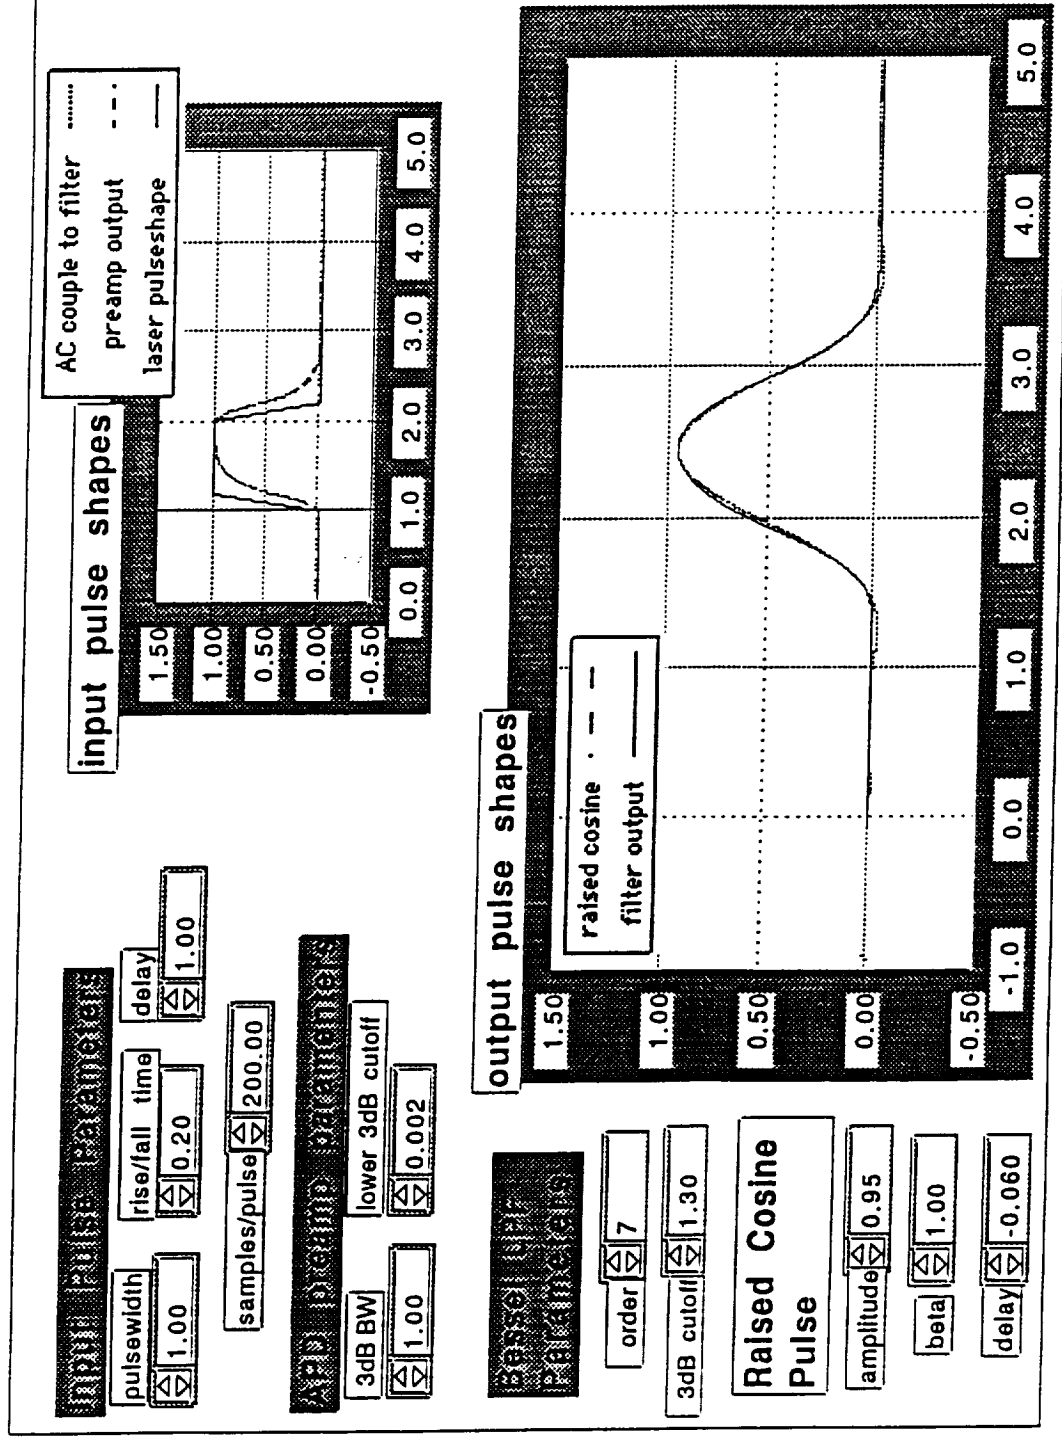 Input Pulse Parameters
pulsewidth
1.00
rise/fall time
0.20
delay
1.00
samples/pulse
200.00
APD preamp parameters
3dB BW
1.00
lower 3dB cutoff
0.002
input pulse shapes
AC couple to filter
preamp output
laser pulseshape
1.50
1.00
0.50
0.00
-0.50
0.0
1.0
2.0
3.0
4.0
5.0
Bessel LPF
Parameters
order
7
3dB cutoff
1.30
Raised Cosine
Pulse
amplitude
0.95
beta
1.00
delay
-0.060
output pulse shapes
raised cosine
filter output
1.50
1.00
0.50
0.00
-0.50
-1.0
0.0
1.0
2.0
3.0
4.0
5.0